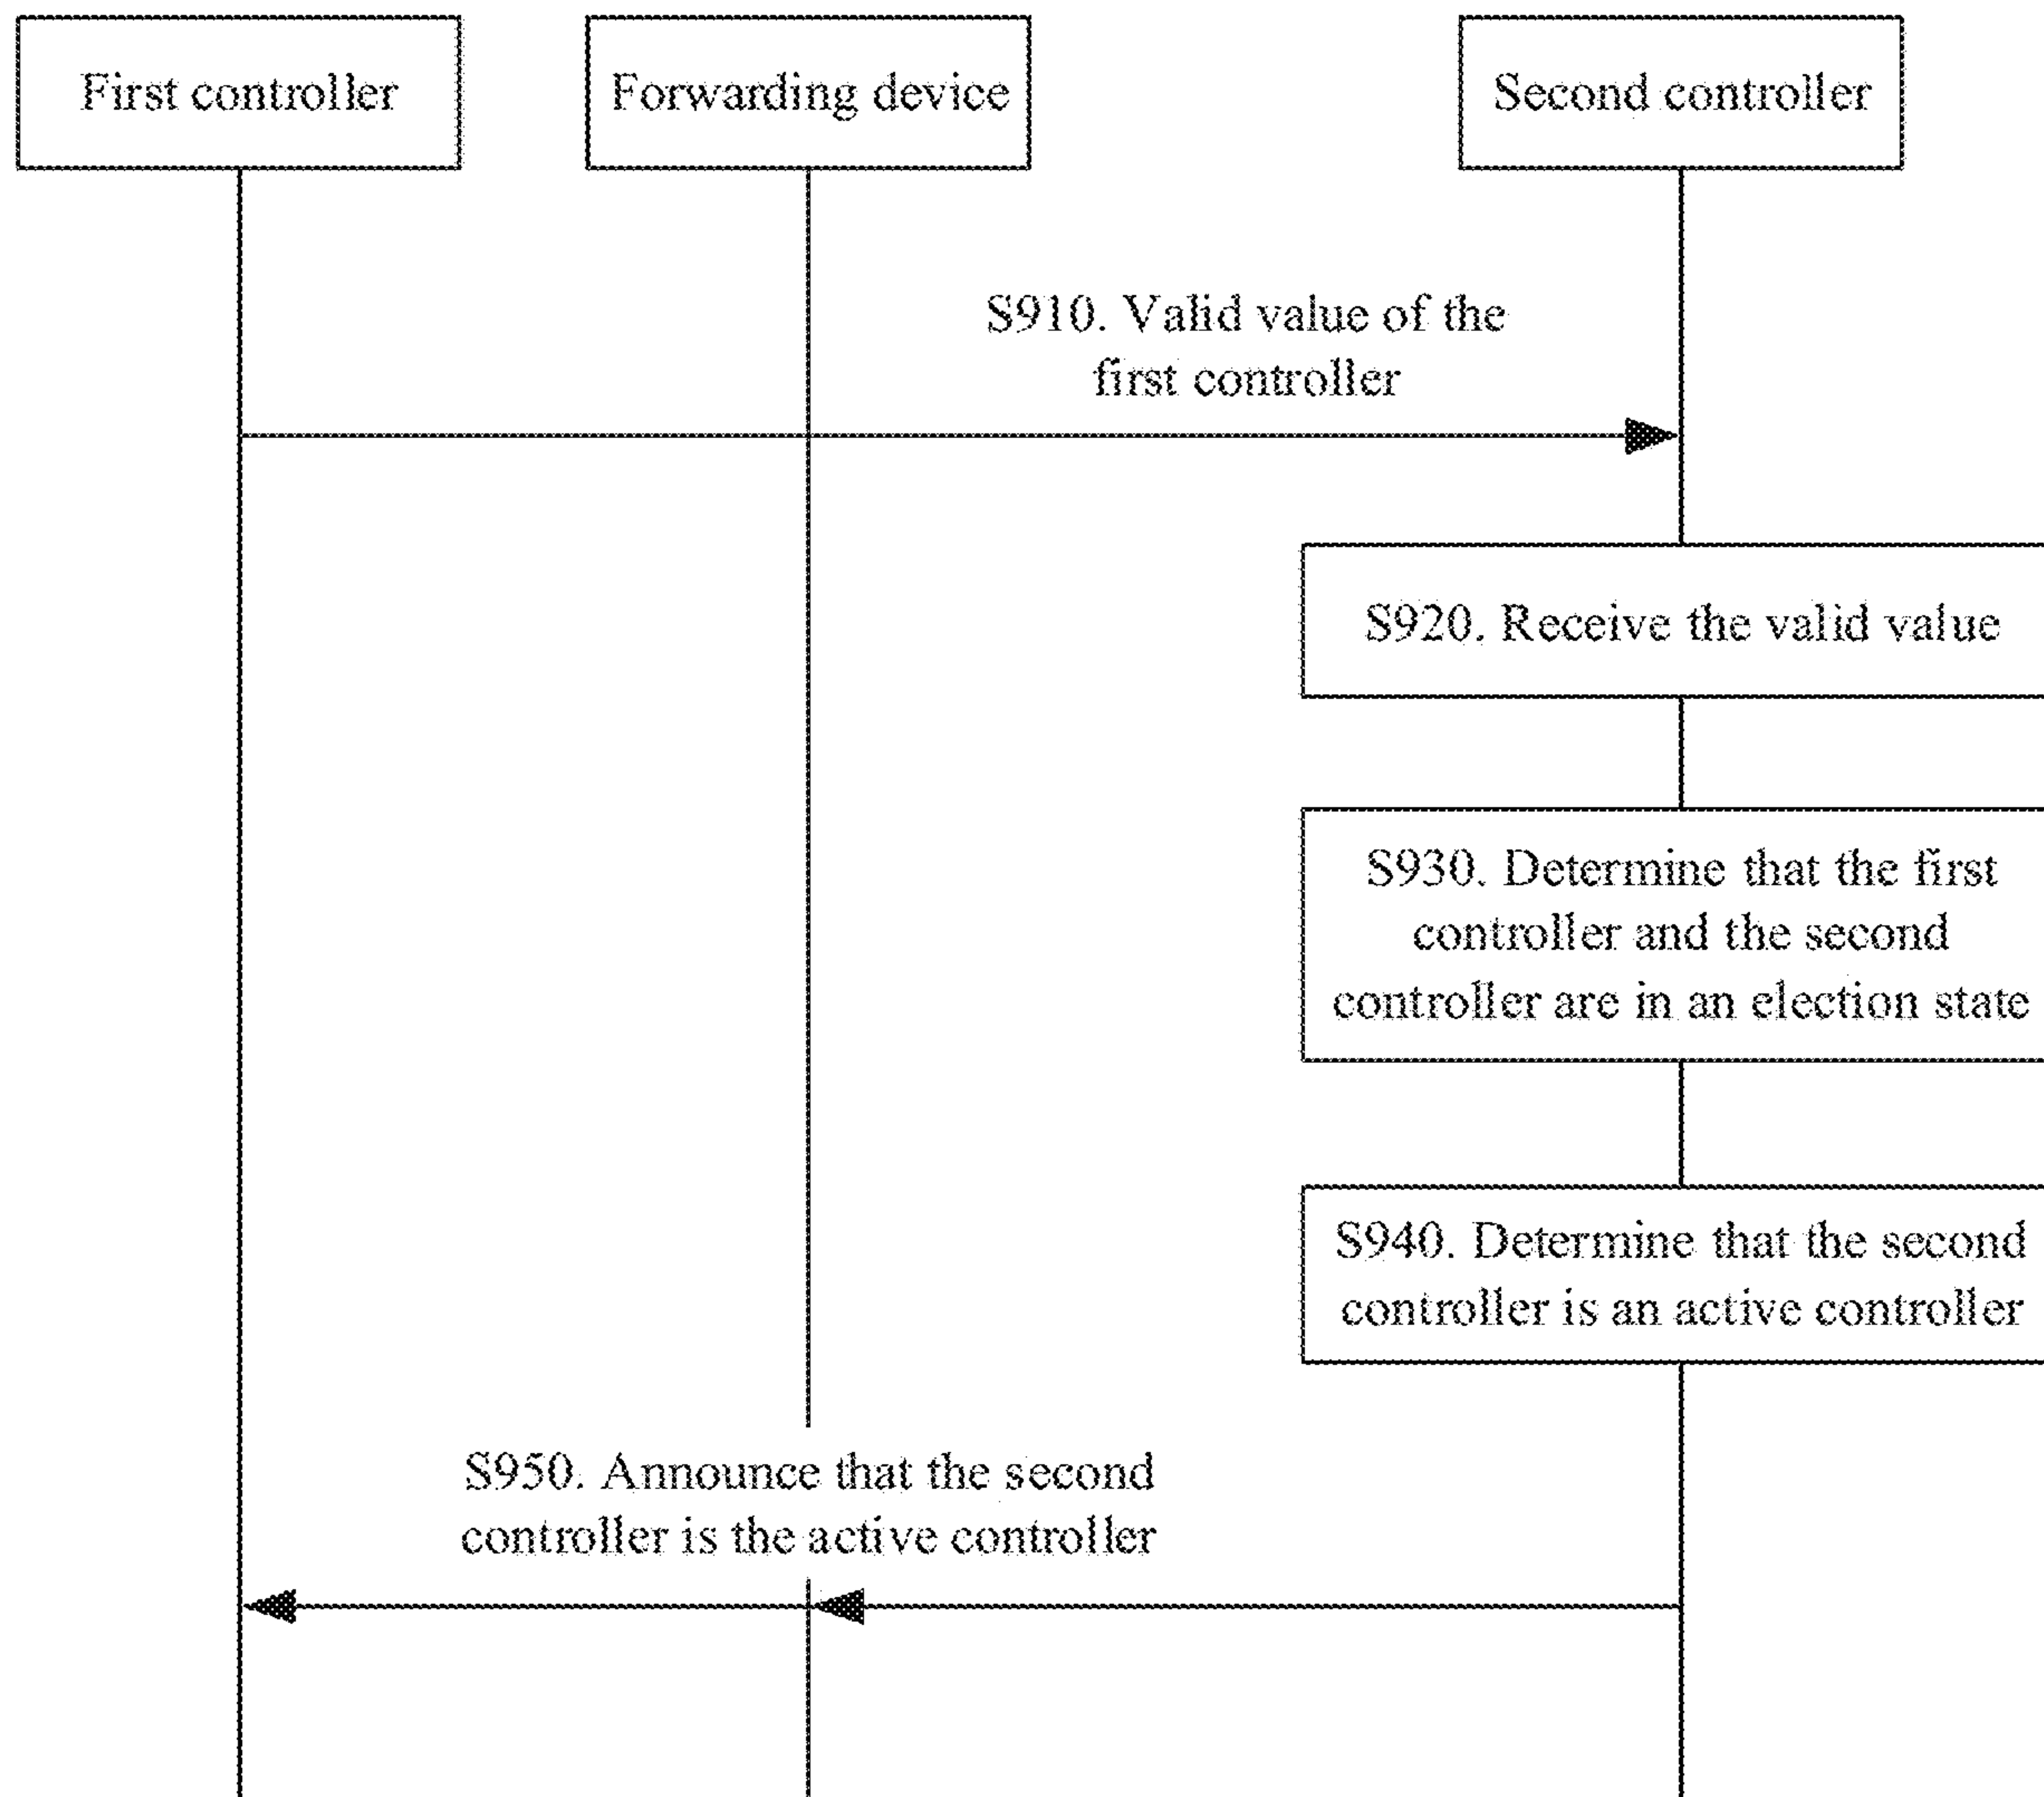 First controller
Forwarding device
Second controller
S910. Valid value of the
first controller
S920. Receive the valid value
S930. Determine that the first
controller and the second
controller are in an election state
S940. Determine that the second
controller is an active controller
S950. Announce that the second
controller is the active controller